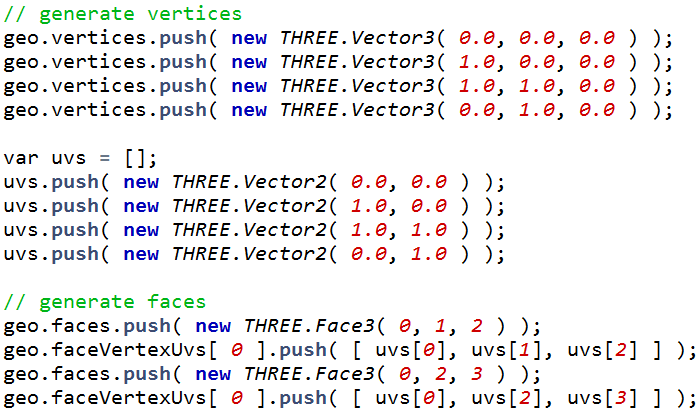 // generate vertices
geo.vertices.push( new THREE.Vector3( 0.0, 0.0, 0.0 ) );
geo.vertices.push( new THREE.Vector3( 1.0, 0.0, 0.0 ) );
geo.vertices.push( new THREE.Vector3( 1.0, 1.0, 0.0 ) );
geo.vertices.push( new THREE.Vector3( 0.0, 1.0, 0.0 ) );
var uvs = [];
uvs.push( new THREE.Vector2( 0.0, 0.0 ) );
uvs.push( new THREE.Vector2( 1.0, 0.0 ) );
uvs.push( new THREE.Vector2( 1.0, 1.0 ) );
uvs.push( new THREE.Vector2( 0.0, 1.0 ) );
// generate faces
geo.faces.push( new THREE.Face3( 0, 1, 2 ) );
geo.faceVertexUvs[ 0 ].push( [ uvs[0], uvs[1], uvs[2] ] );
geo.faces.push( new THREE.Face3( 0, 2, 3 ) );
geo.faceVertexUvs[ 0 ].push( [ uvs[0], uvs[2], uvs[3] ] );